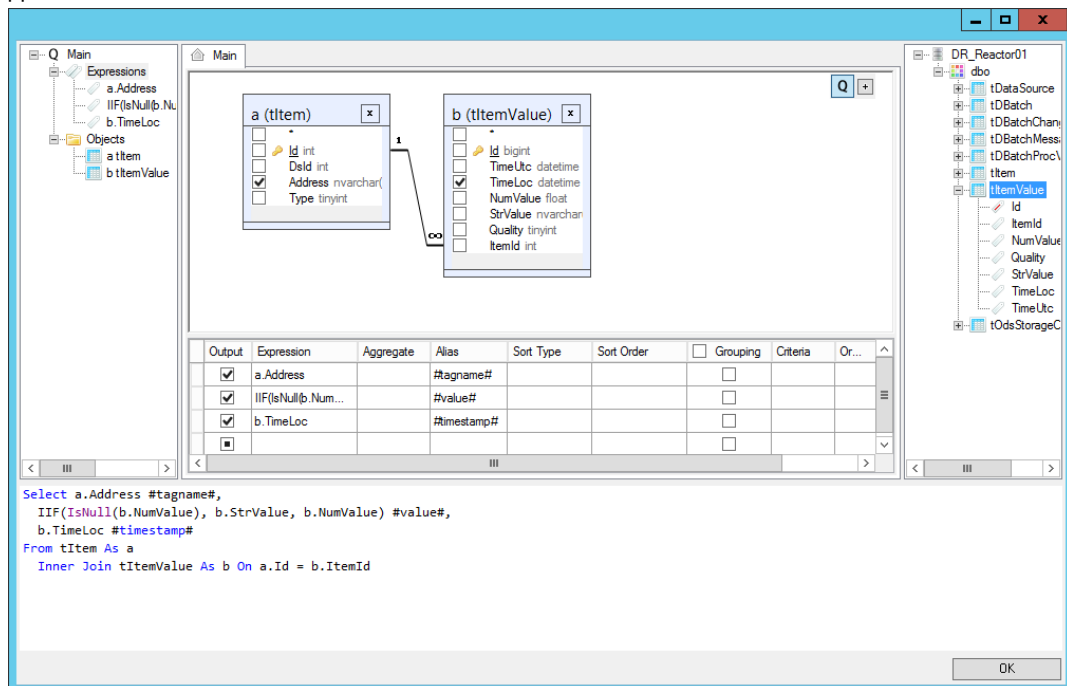 Q Main
Expressions
a.Address
IIF(IsNull(b.Nu
b.TimeLoc
Objects
a tItem
b tItemValue
Main
Q +
a (tItem) x
*
Id int
DsId int
Address nvarchar(
Type tinyint
1
∞
b (tItemValue) x
*
Id bigint
TimeUtc datetime
TimeLoc datetime
NumValue float
StrValue nvarchar
Quality tinyint
ItemId int
Output Expression Aggregate Alias Sort Type Sort Order Grouping Criteria Or...
a.Address #tagname#
IIF(IsNull(b.Num... #value#
b.TimeLoc #timestamp#
DR_Reactor01
dbo
tDataSource
tDBatch
tDBatchChan
tDBatchMess
tDBatchProcV
tItem
tItemValue
Id
ItemId
NumValue
Quality
StrValue
TimeLoc
TimeUtc
tOdsStorageC
Select a.Address #tagname#,
IIF(IsNull(b.NumValue), b.StrValue, b.NumValue) #value#,
b.TimeLoc #timestamp#
From tItem As a
Inner Join tItemValue As b On a.Id = b.ItemId
OK